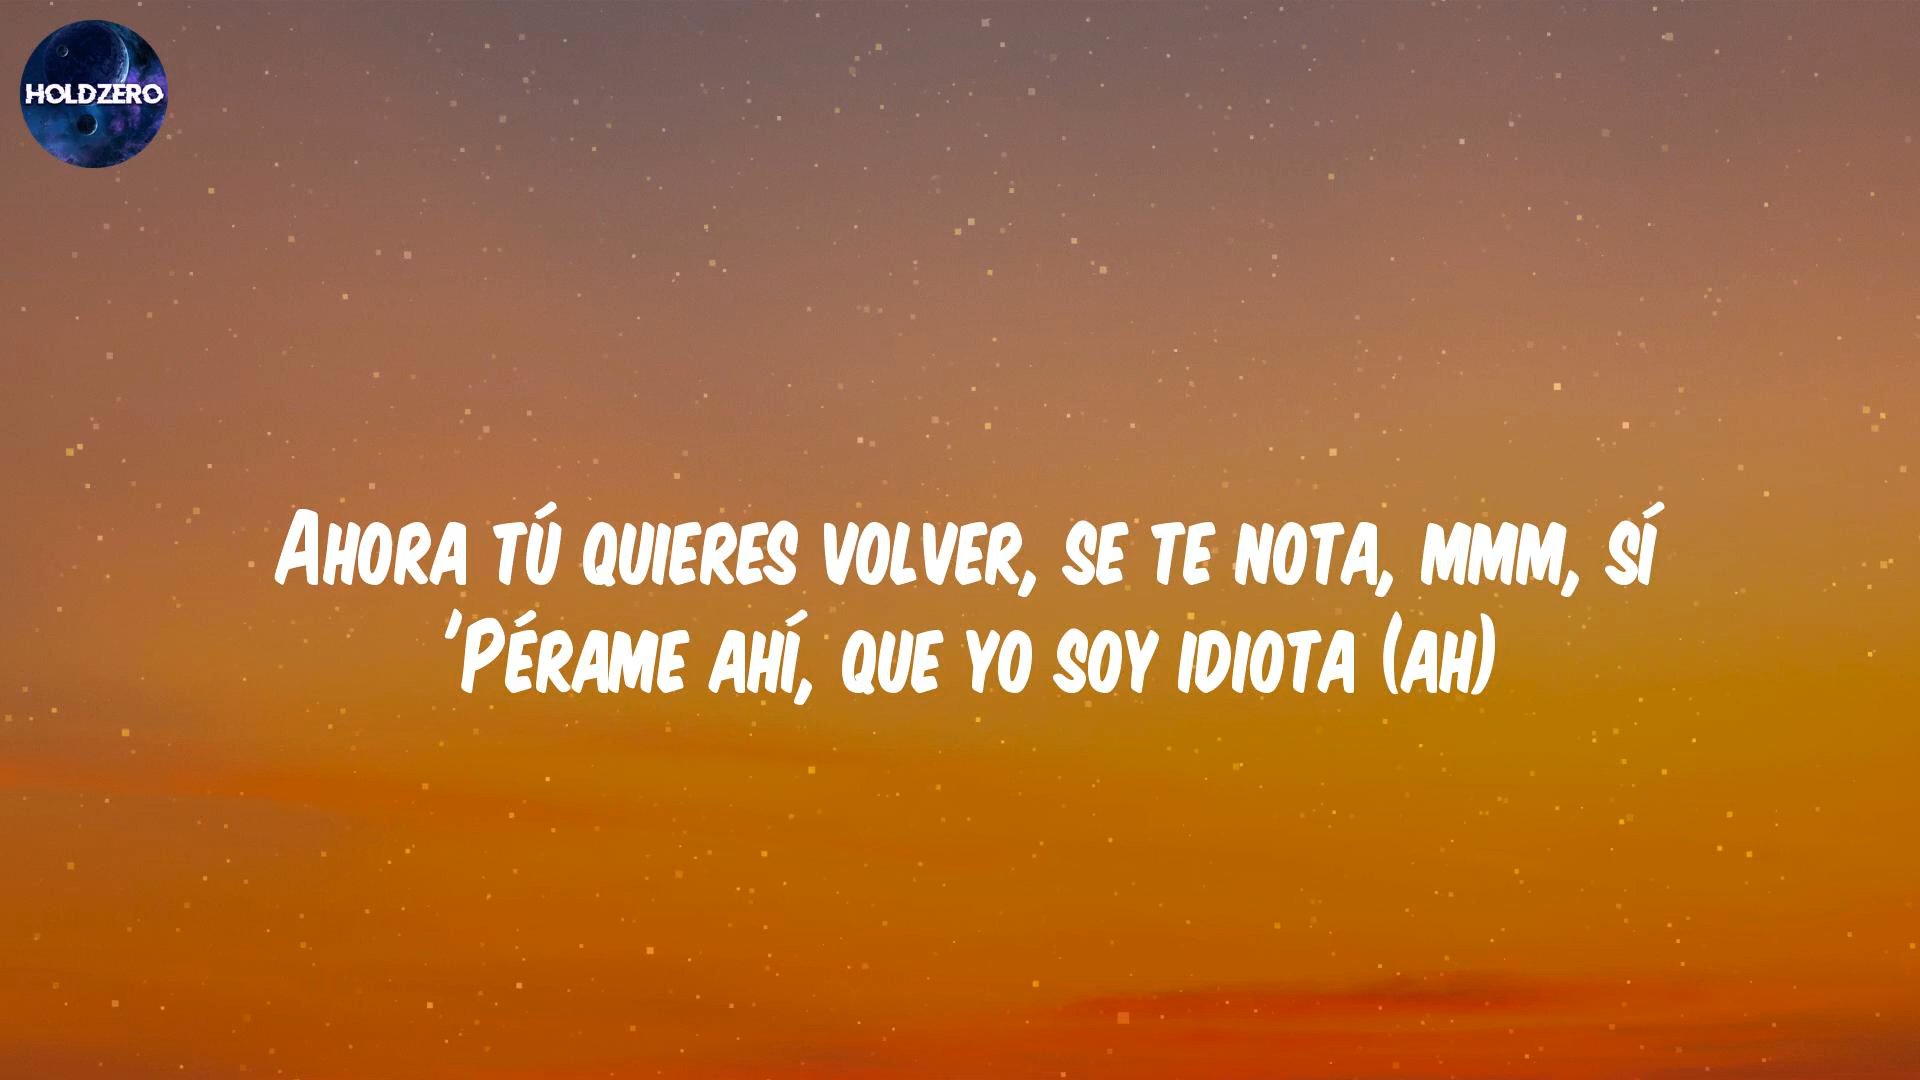 HOLDZERO
Ahora tú quieres volver, se te nota, mmm, sí
'Pérame ahí, que yo soy idiota (ah)